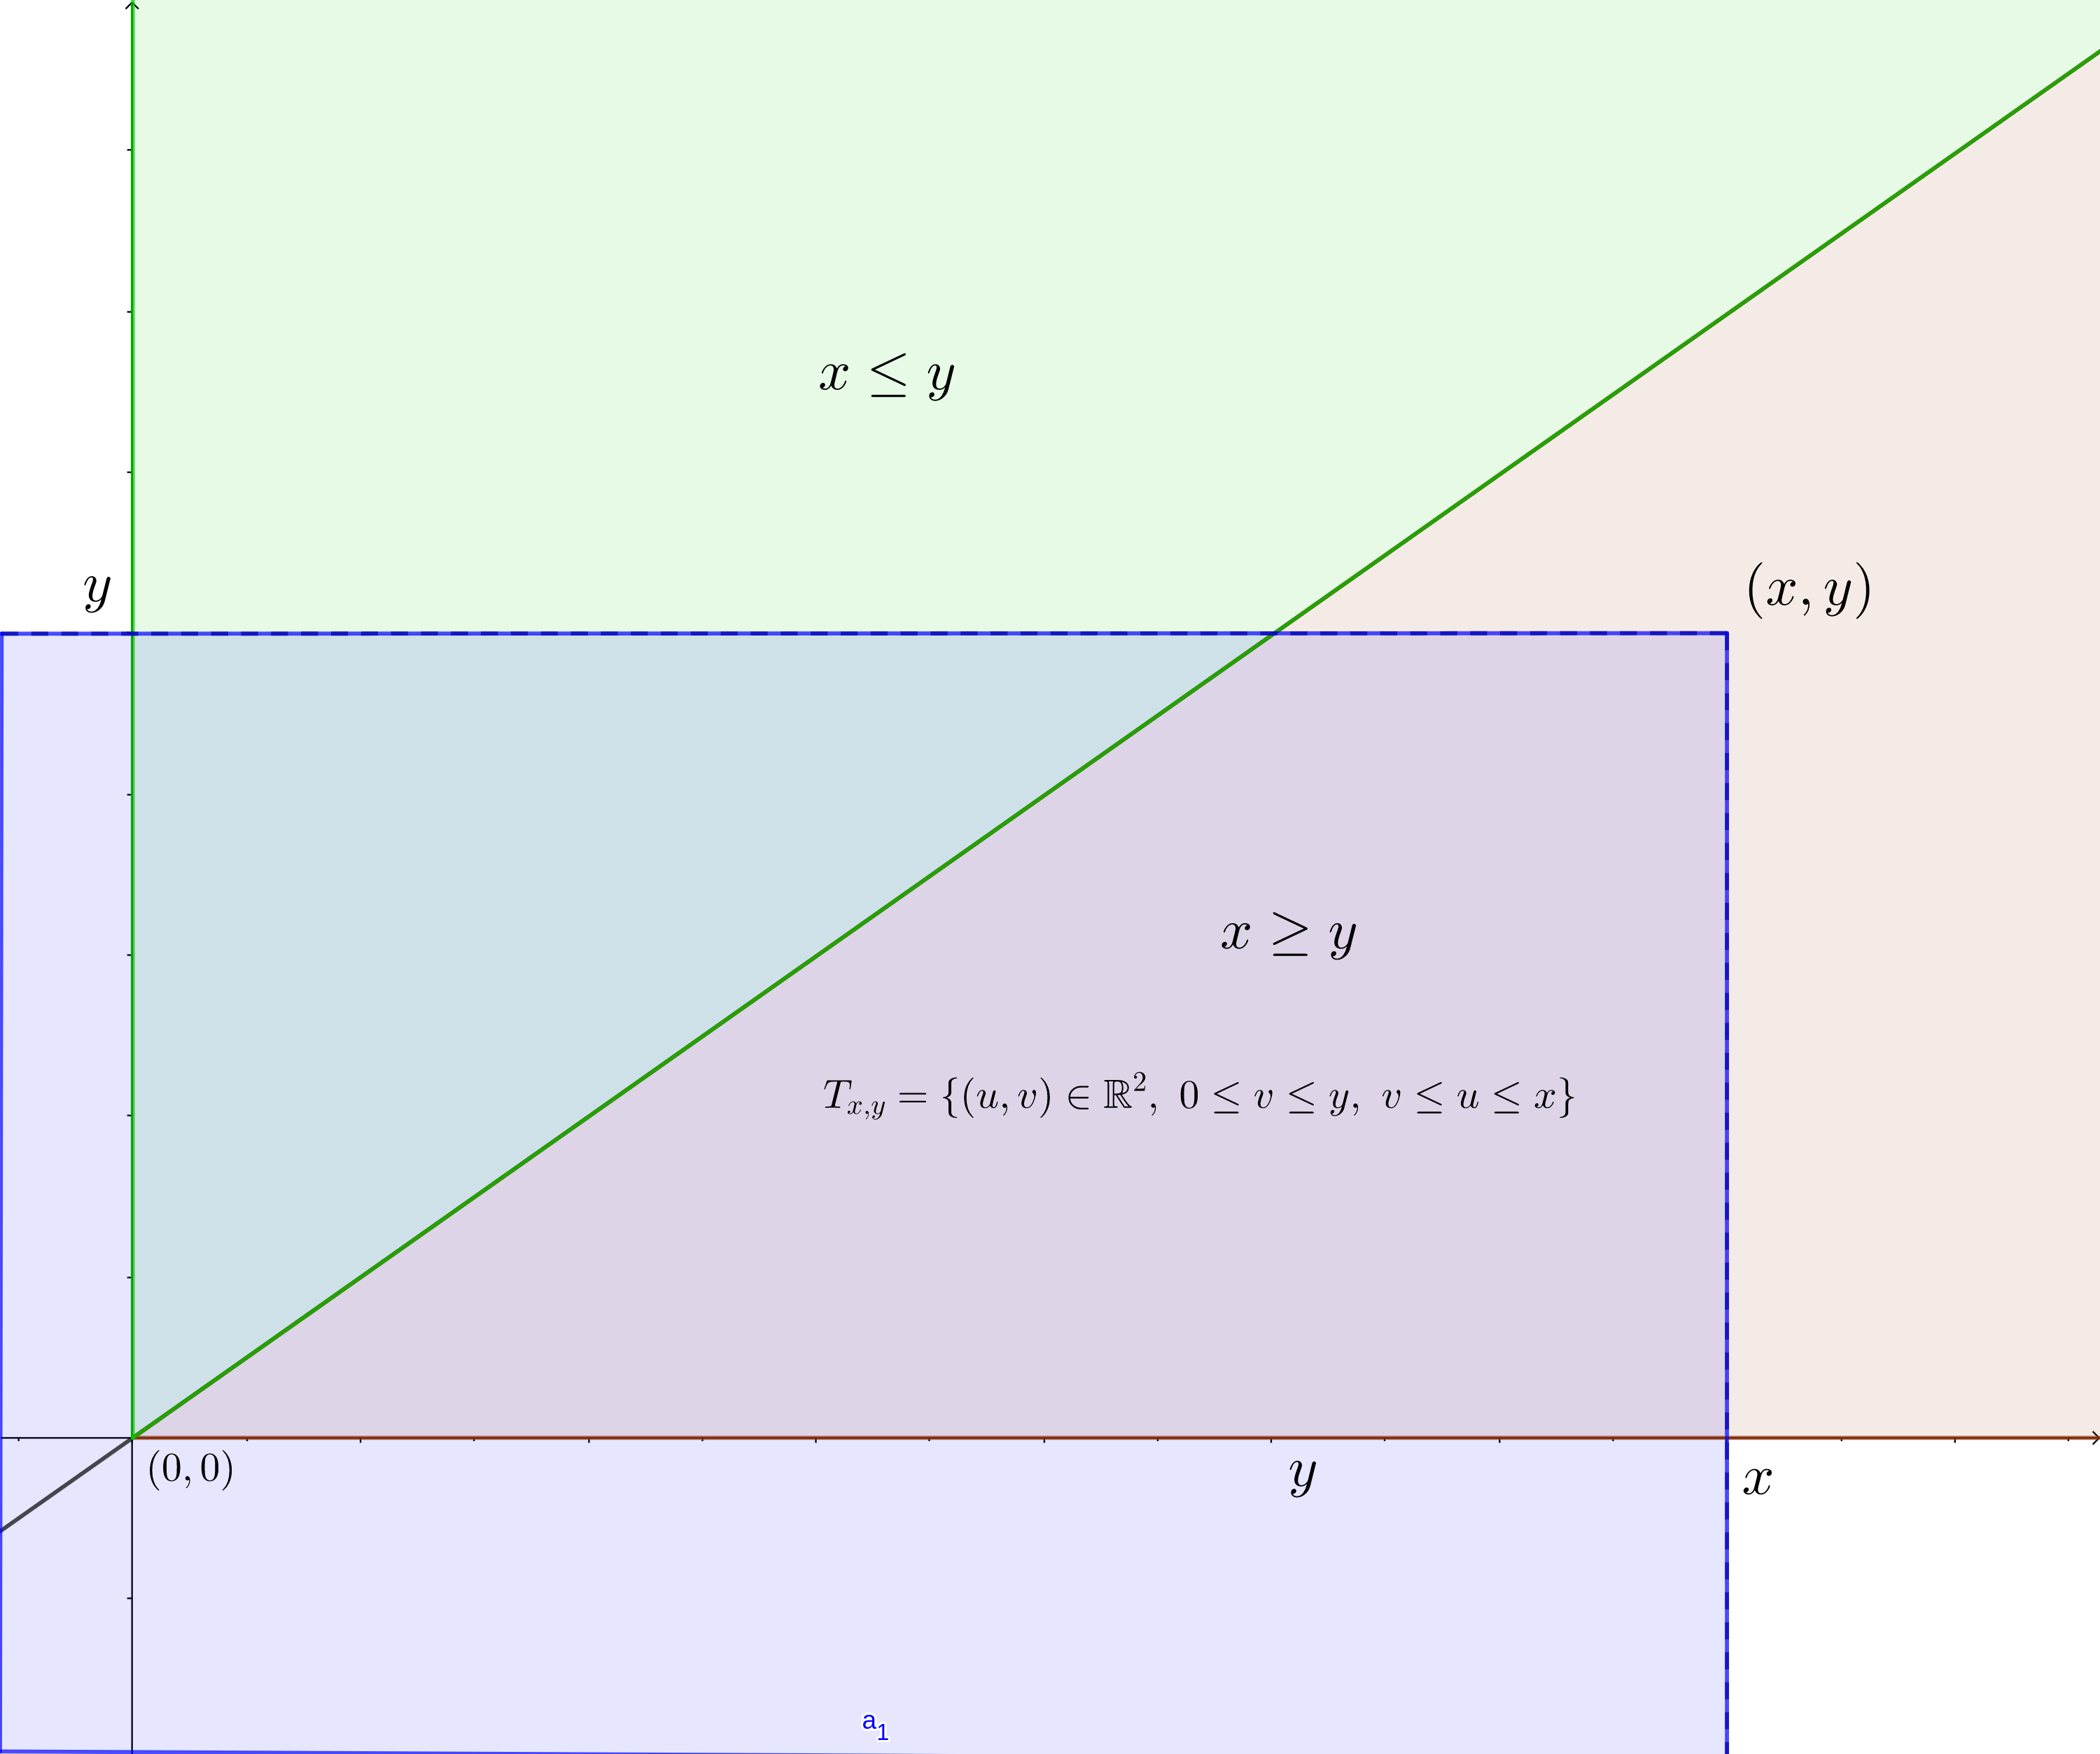 x ≤ y
y
(x, y)
x ≥ y
T_{x,y} = {(u, v) ∈ ℝ², 0 ≤ v ≤ y, v ≤ u ≤ x}
(0, 0)
y
x
a₁